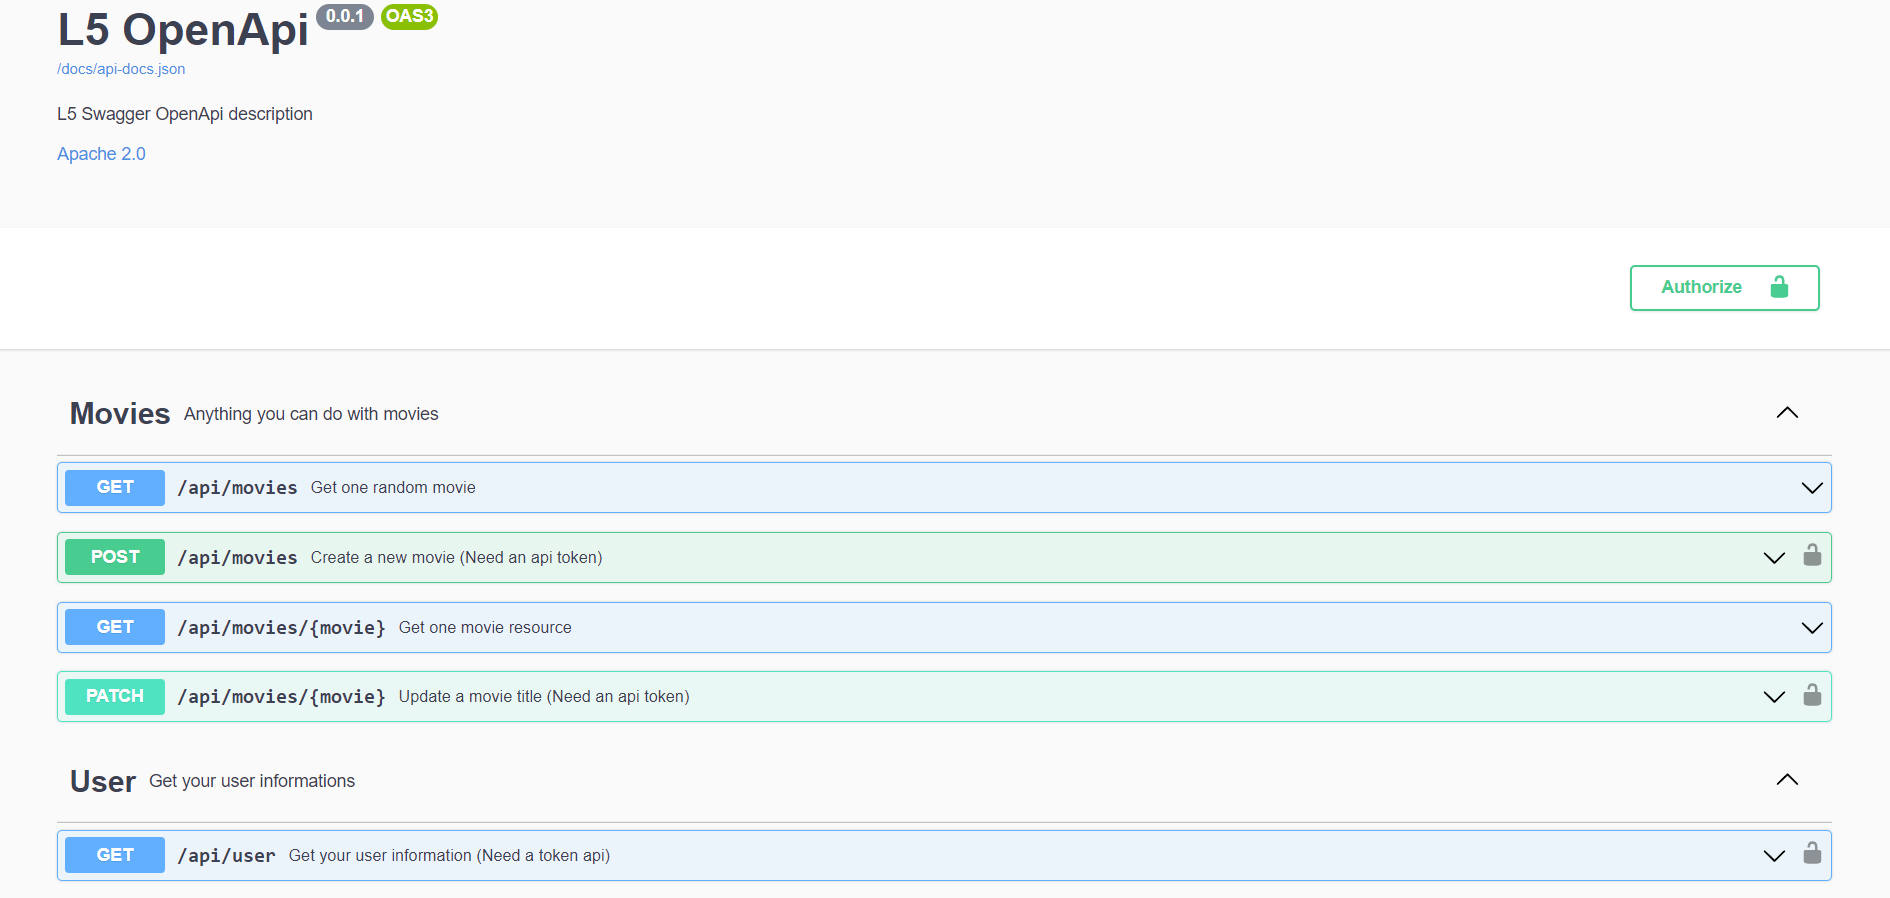 L5 OpenApi 0.0.1 OAS3
/docs/api-docs.json
L5 Swagger OpenApi description
Apache 2.0
Authorize
Movies Anything you can do with movies
GET /api/movies Get one random movie
POST /api/movies Create a new movie (Need an api token)
GET /api/movies/{movie} Get one movie resource
PATCH /api/movies/{movie} Update a movie title (Need an api token)
User Get your user informations
GET /api/user Get your user information (Need a token api)